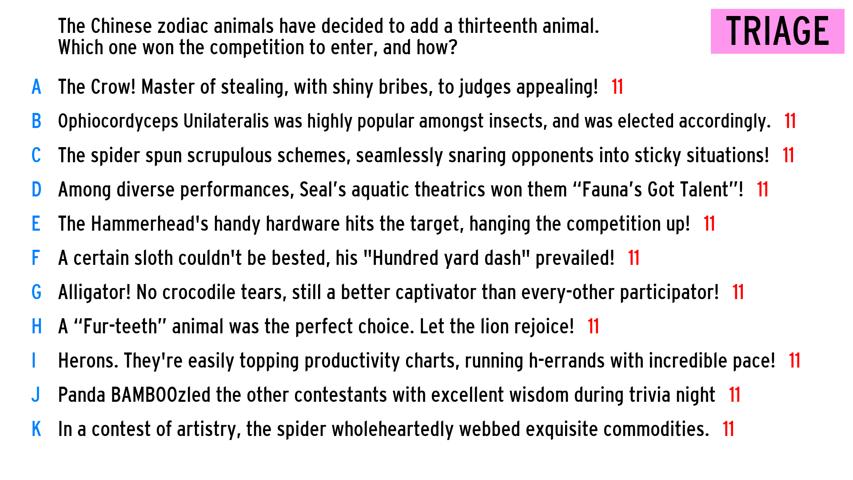 The Chinese zodiac animals have decided to add a thirteenth animal.
Which one won the competition to enter, and how?
TRIAGE
A The Crow! Master of stealing, with shiny bribes, to judges appealing! 11
B Ophiocordyceps Unilateralis was highly popular amongst insects, and was elected accordingly. 11
C The spider spun scrupulous schemes, seamlessly snaring opponents into sticky situations! 11
D Among diverse performances, Seal's aquatic theatrics won them “Fauna's Got Talent”! 11
E The Hammerhead's handy hardware hits the target, hanging the competition up! 11
F A certain sloth couldn't be bested, his "Hundred yard dash" prevailed! 11
G Alligator! No crocodile tears, still a better captivator than every-other participator! 11
H A “Fur-teeth” animal was the perfect choice. Let the lion rejoice! 11
I Herons. They're easily topping productivity charts, running h-errands with incredible pace! 11
J Panda BAMBOOzled the other contestants with excellent wisdom during trivia night 11
K In a contest of artistry, the spider wholeheartedly webbed exquisite commodities. 11